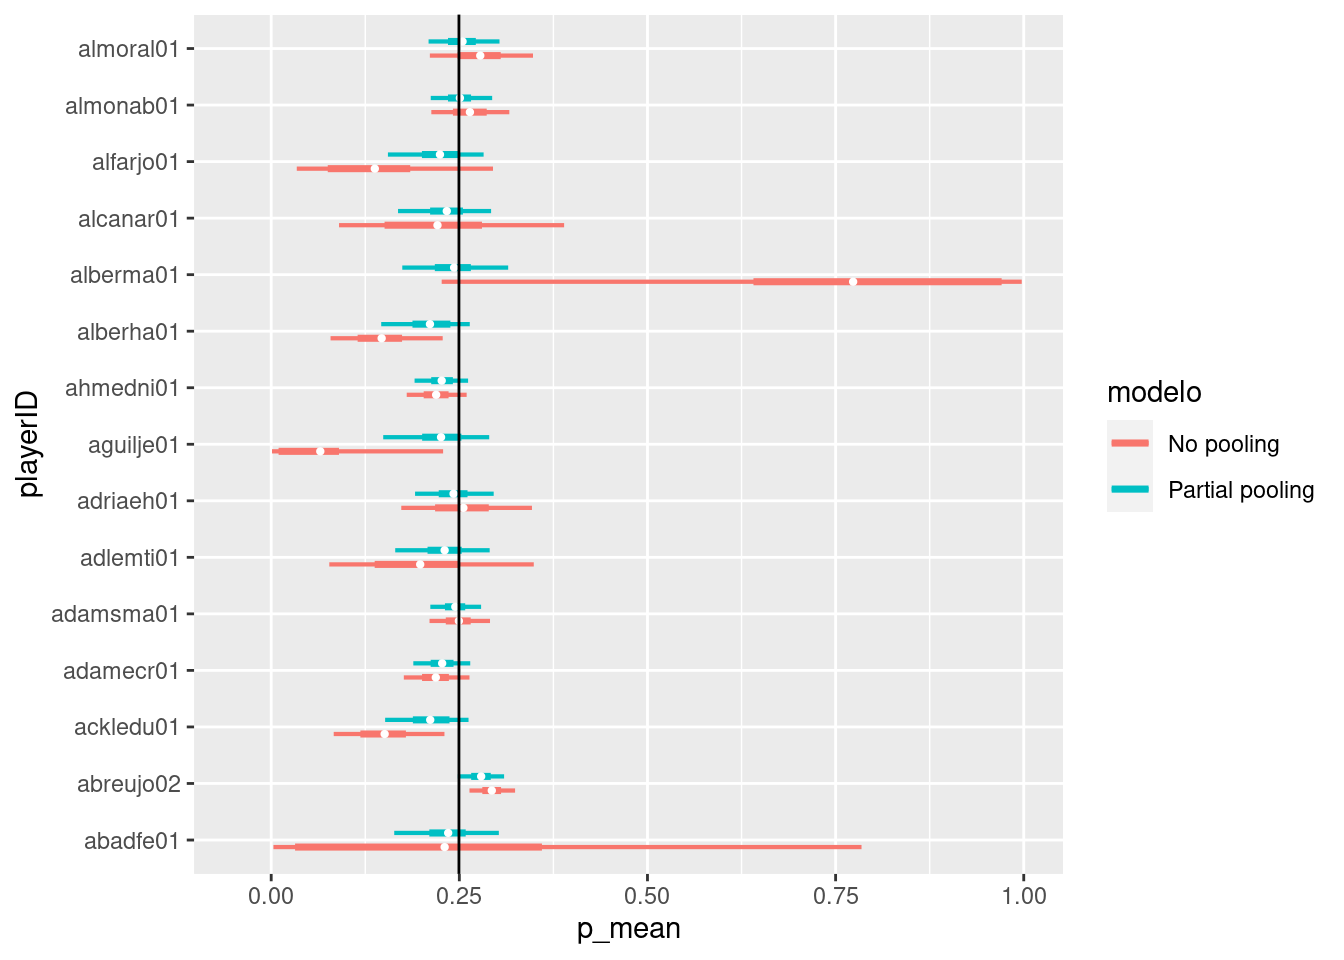 almoral01
almonab01
alfarjo01
alcanar01
alberma01
alberha01
ahmedni01
aguilje01
adriaeh01
adlemti01
adamsma01
adamecr01
ackledu01
abreujo02
abadfe01
playerID
0.00 0.25 0.50 0.75 1.00
p_mean
modelo
No pooling
Partial pooling